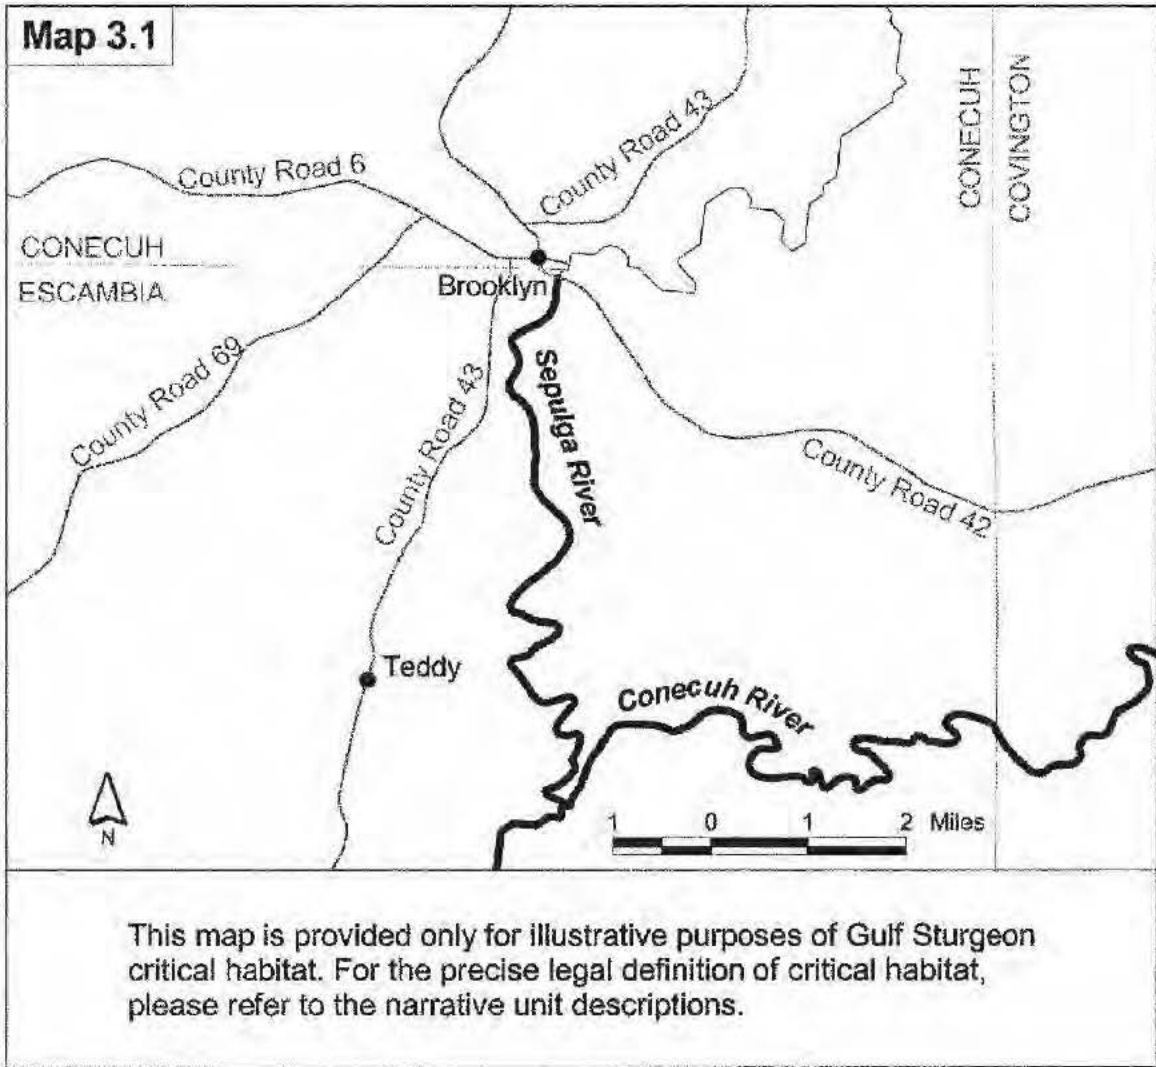 Map 3.1
County Road 43
CONECUH
COVINGTON
County Road 6
CONECUH
ESCAMBIA
Brooklyn
County Road 69
County Road 43
Sepulga River
County Road 42
Teddy
Conecuh River
N
1 0 1 2 Miles
This map is provided only for illustrative purposes of Gulf Sturgeon
critical habitat. For the precise legal definition of critical habitat,
please refer to the narrative unit descriptions.